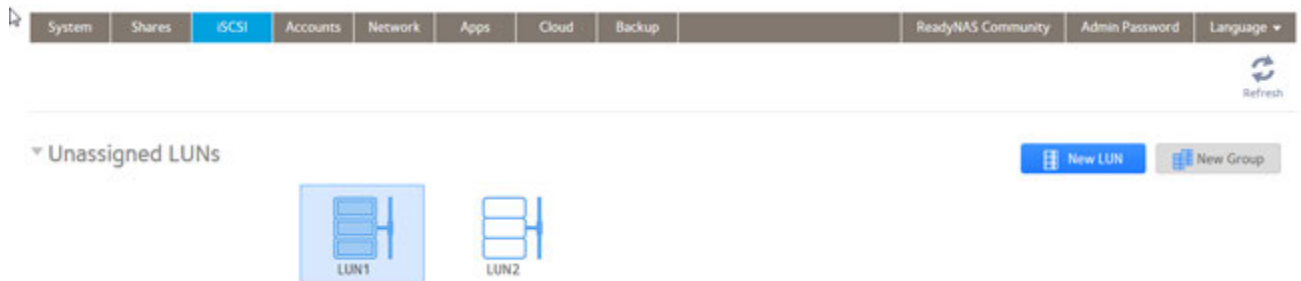 System Shares iSCSI Accounts Network Apps Cloud Backup ReadyNAS Community Admin Password Language
Refresh
Unassigned LUNs New LUN New Group
LUN1 LUN2